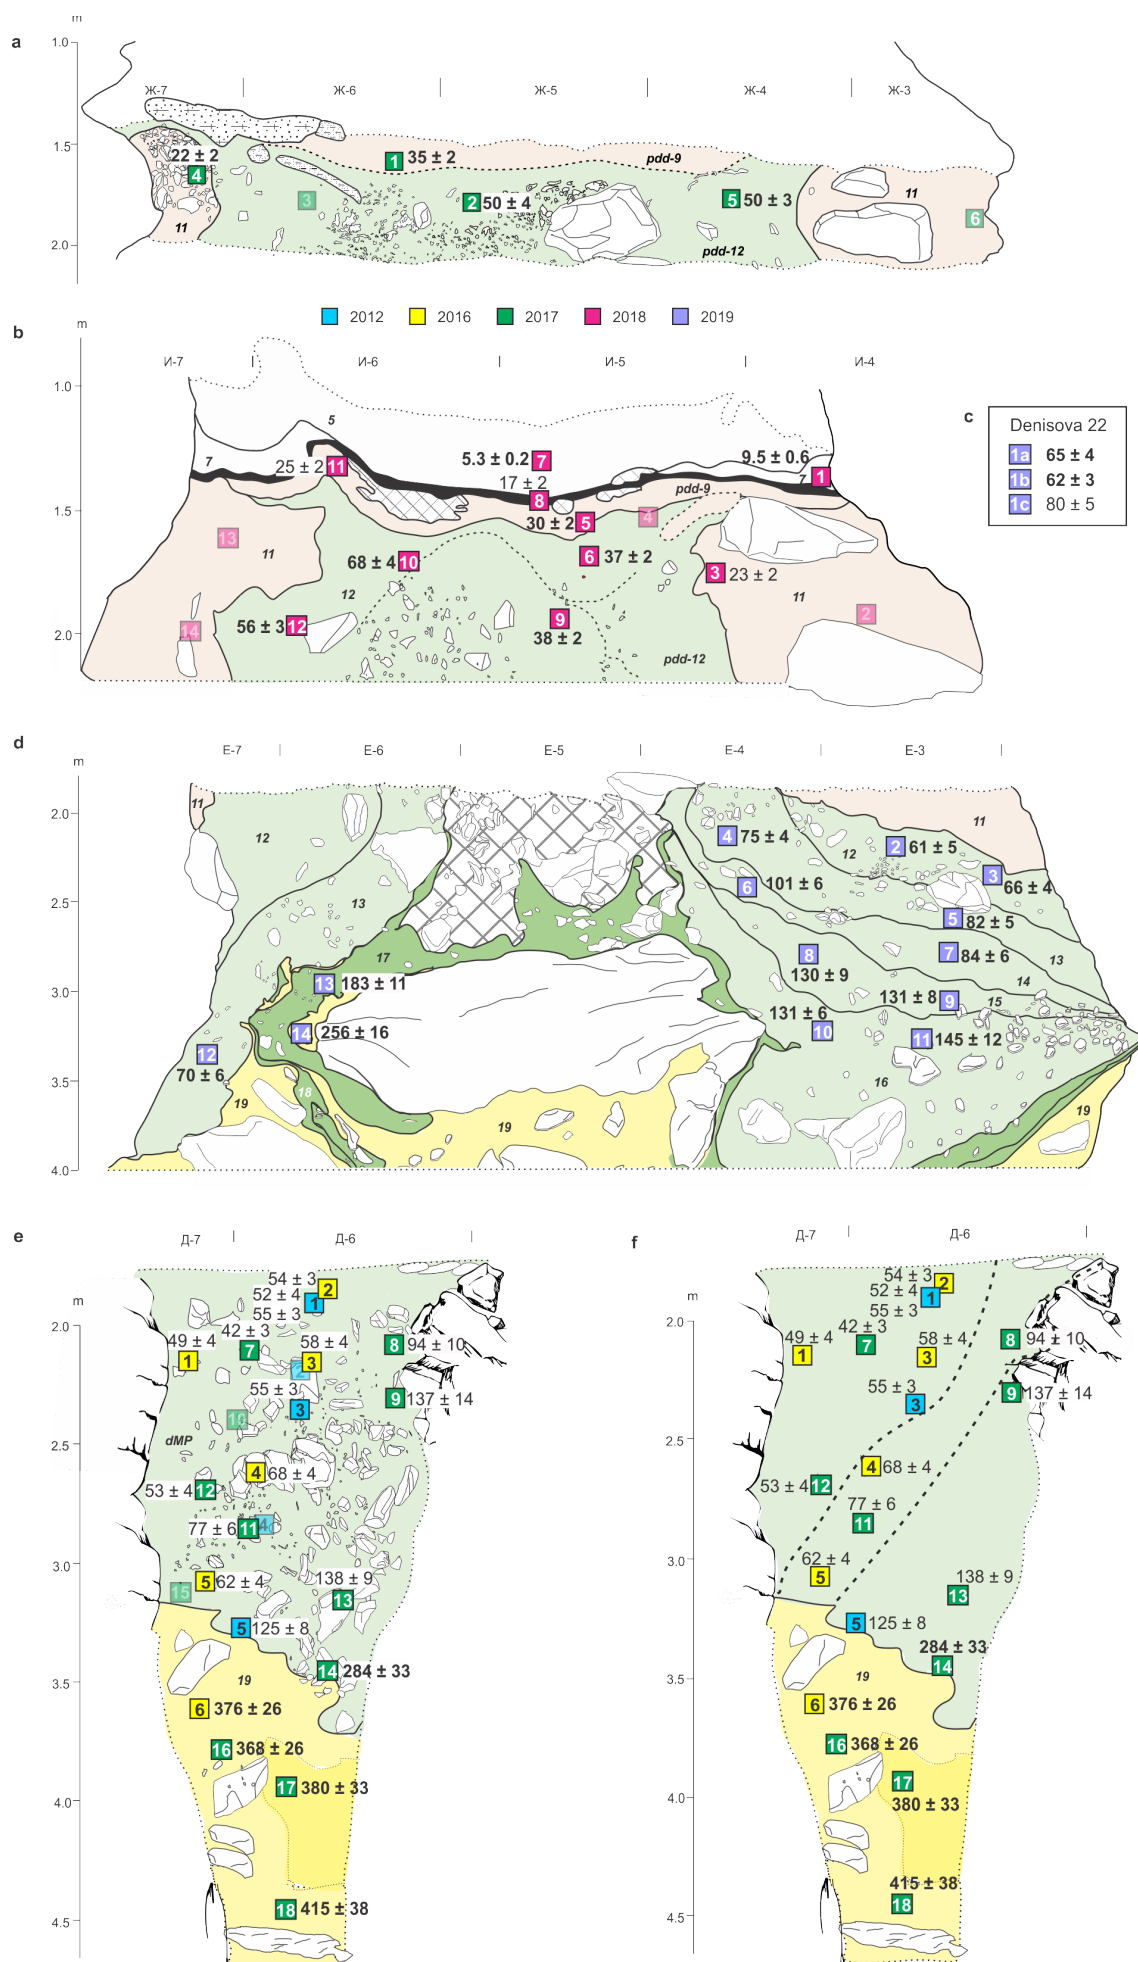 m
a
1.0
Ж-7
Ж-6
Ж-5
Ж-4
Ж-3
1.5
22 ± 2
4
1
35 ± 2
pdd-9
3
2
50 ± 4
5
50 ± 3
11
6
11
2.0
pdd-12
2012
2016
2017
2018
2019
b
m
И-7
И-6
И-5
И-4
1.0
5
7
25 ± 2
11
5.3 ± 0.2
7
9.5 ± 0.6
7
1
17 ± 2
8
pdd-9
1.5
30 ± 2
5
4
13
11
68 ± 4
10
6
37 ± 2
3
23 ± 2
12
11
2
56 ± 3
12
9
38 ± 2
14
2.0
pdd-12
c
Denisova 22
1a
65 ± 4
1b
62 ± 3
1c
80 ± 5
d
m
E-7
E-6
E-5
E-4
E-3
2.0
11
12
4
75 ± 4
12
2
61 ± 5
11
6
101 ± 6
3
66 ± 4
2.5
13
5
82 ± 5
17
8
130 ± 9
7
84 ± 6
13
13
183 ± 11
14
3.0
131 ± 8
9
15
14
256 ± 16
131 ± 6
10
11
145 ± 12
12
70 ± 6
3.5
18
19
16
19
19
4.0
e
Д-7
Д-6
m
54 ± 3
2
52 ± 4
1
55 ± 3
2.0
49 ± 4
42 ± 3
58 ± 4
1
7
3
2
8
94 ± 10
55 ± 3
3
9
137 ± 14
10
dMP
2.5
4
68 ± 4
53 ± 4
12
77 ± 6
11
4
3.0
15
5
62 ± 4
138 ± 9
13
5
125 ± 8
14
284 ± 33
3.5
19
6
376 ± 26
16
368 ± 26
17
380 ± 33
4.0
18
415 ± 38
4.5
f
Д-7
Д-6
m
54 ± 3
2
52 ± 4
1
55 ± 3
2.0
49 ± 4
42 ± 3
58 ± 4
1
7
3
8
94 ± 10
55 ± 3
3
9
137 ± 14
2.5
4
68 ± 4
53 ± 4
12
77 ± 6
11
3.0
62 ± 4
5
138 ± 9
13
5
125 ± 8
284 ± 33
14
3.5
19
6
376 ± 26
16
368 ± 26
17
380 ± 33
4.0
415 ± 38
18
4.5